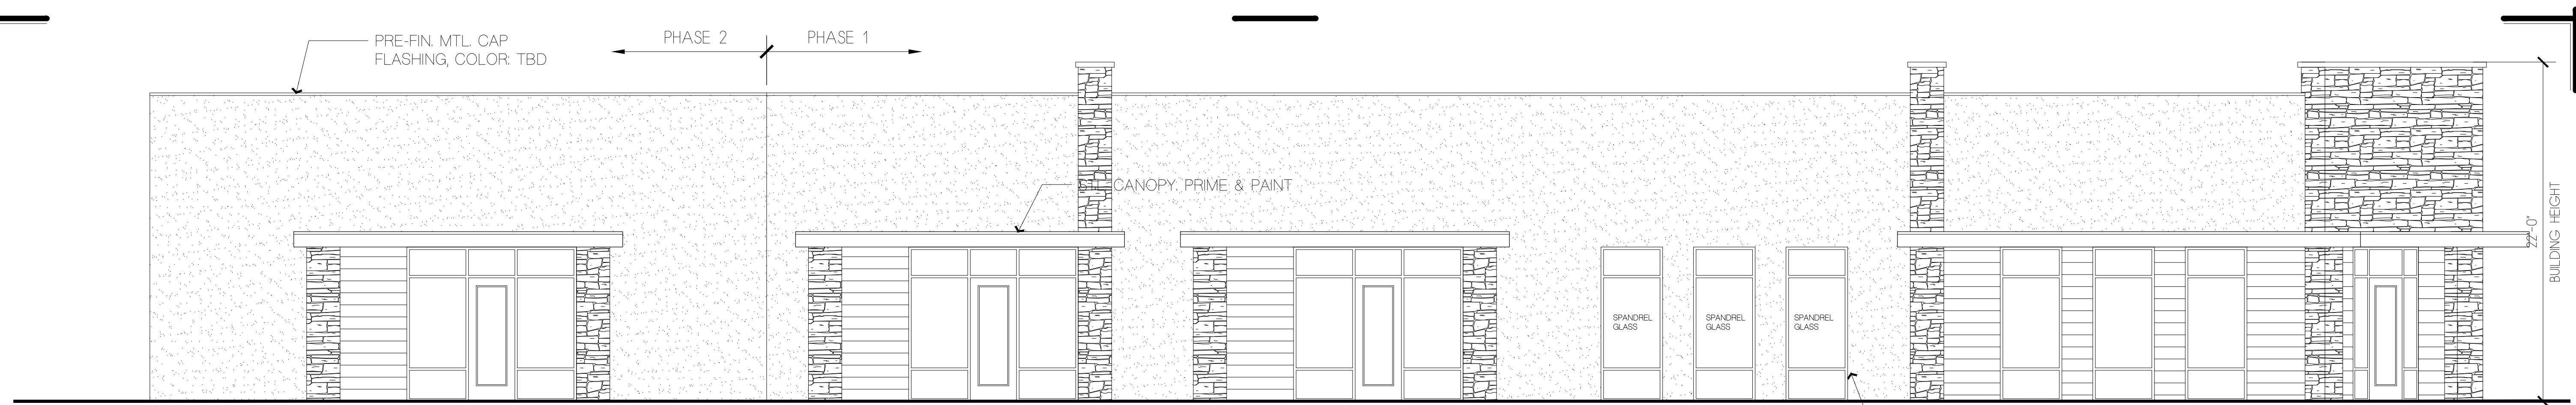 PRE-FIN. MTL. CAP
FLASHING, COLOR: TBD
PHASE 2
PHASE 1
STL. CANOPY. PRIME & PAINT
SPANDREL
GLASS
SPANDREL
GLASS
SPANDREL
GLASS
22'-0"
BUILDING HEIGHT